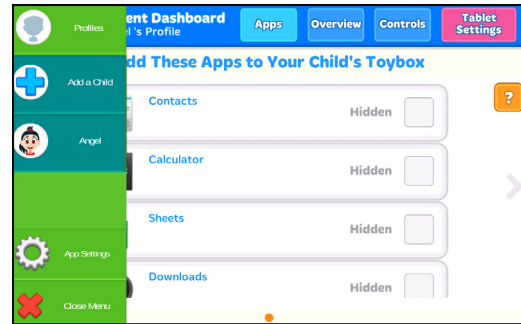 Profiles
Add a Child
Angel
App Settings
Close Menu
ent Dashboard
el 's Profile
Apps
Overview
Controls
Tablet
Settings
dd These Apps to Your Child's Toybox
?
Contacts
Hidden
Calculator
Hidden
Sheets
Hidden
Downloads
Hidden